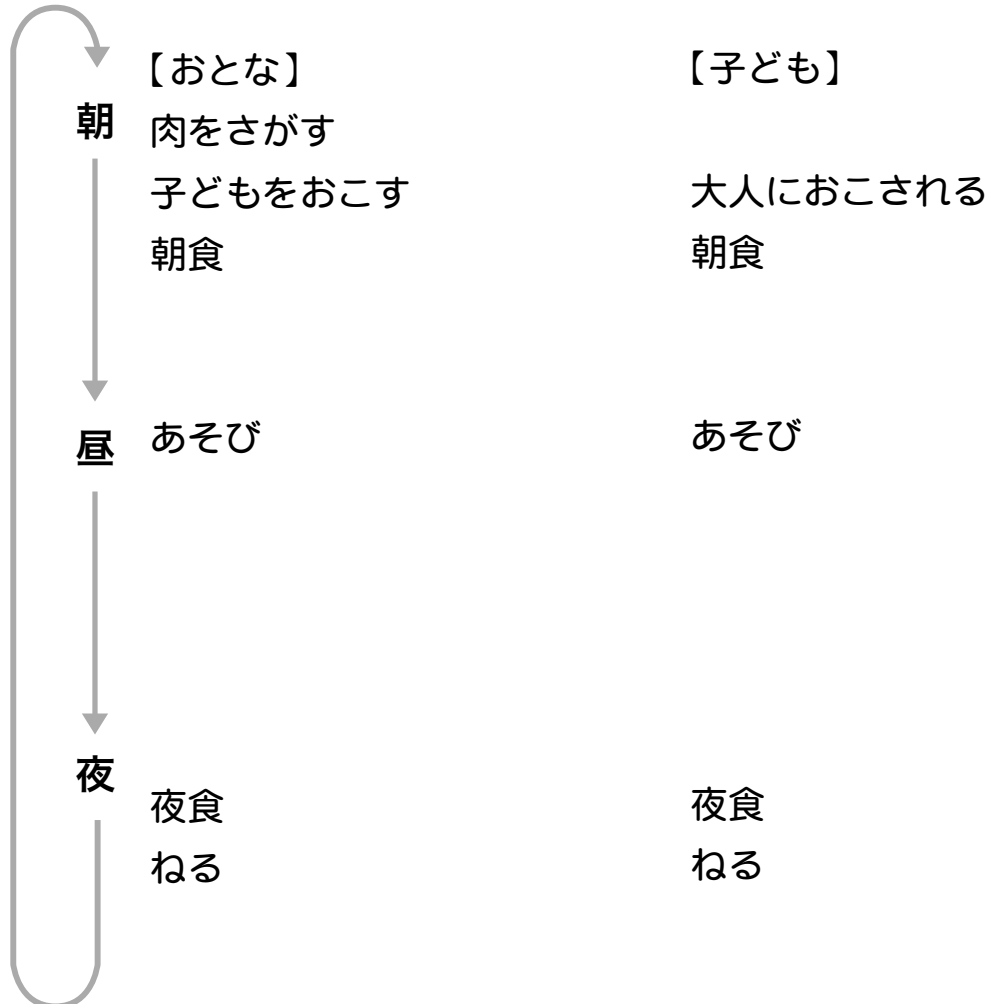 【おとな】
【子ども】
朝
肉をさがす
子どもをおこす
大人におこされる
朝食
朝食
昼
あそび
あそび
夜
夜食
夜食
ねる
ねる